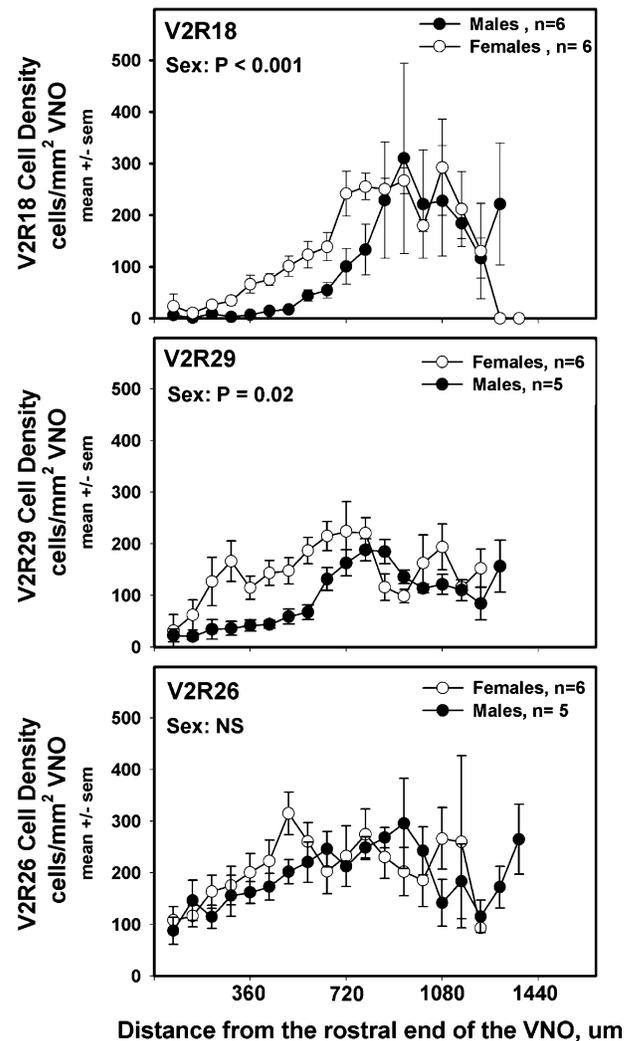 V2R18
Sex: P < 0.001
Males , n=6
Females , n= 6
V2R18 Cell Density
cells/mm² VNO
mean +/- sem
500
400
300
200
100
0
V2R29
Sex: P = 0.02
Females, n=6
Males, n=5
V2R29 Cell Density
cells/mm² VNO
mean +/- sem
500
400
300
200
100
0
V2R26
Sex: NS
Females, n=6
Males, n= 5
V2R26 Cell Density
cells/mm² VNO
mean +/- sem
500
400
300
200
100
0
360 720 1080 1440
Distance from the rostral end of the VNO, um